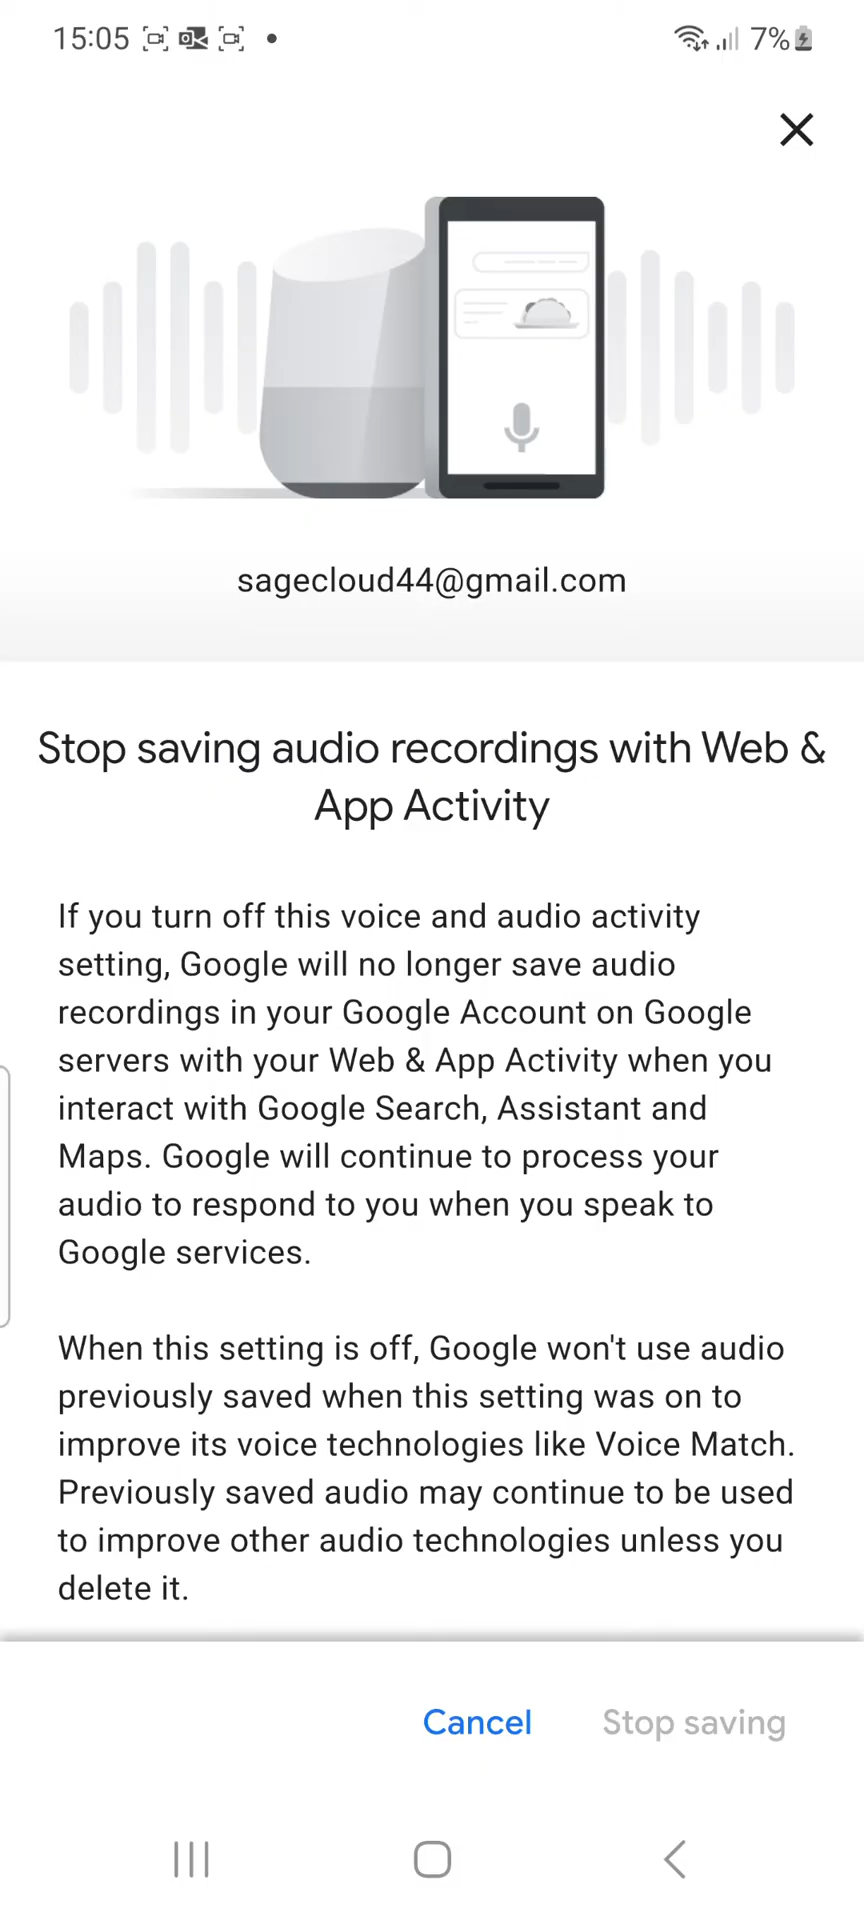 15:05
7%
sagecloud44@gmail.com
Stop saving audio recordings with Web &
App Activity
If you turn off this voice and audio activity
setting, Google will no longer save audio
recordings in your Google Account on Google
servers with your Web & App Activity when you
interact with Google Search, Assistant and
Maps. Google will continue to process your
audio to respond to you when you speak to
Google services.
When this setting is off, Google won't use audio
previously saved when this setting was on to
improve its voice technologies like Voice Match.
Previously saved audio may continue to be used
to improve other audio technologies unless you
delete it.
Cancel
Stop saving